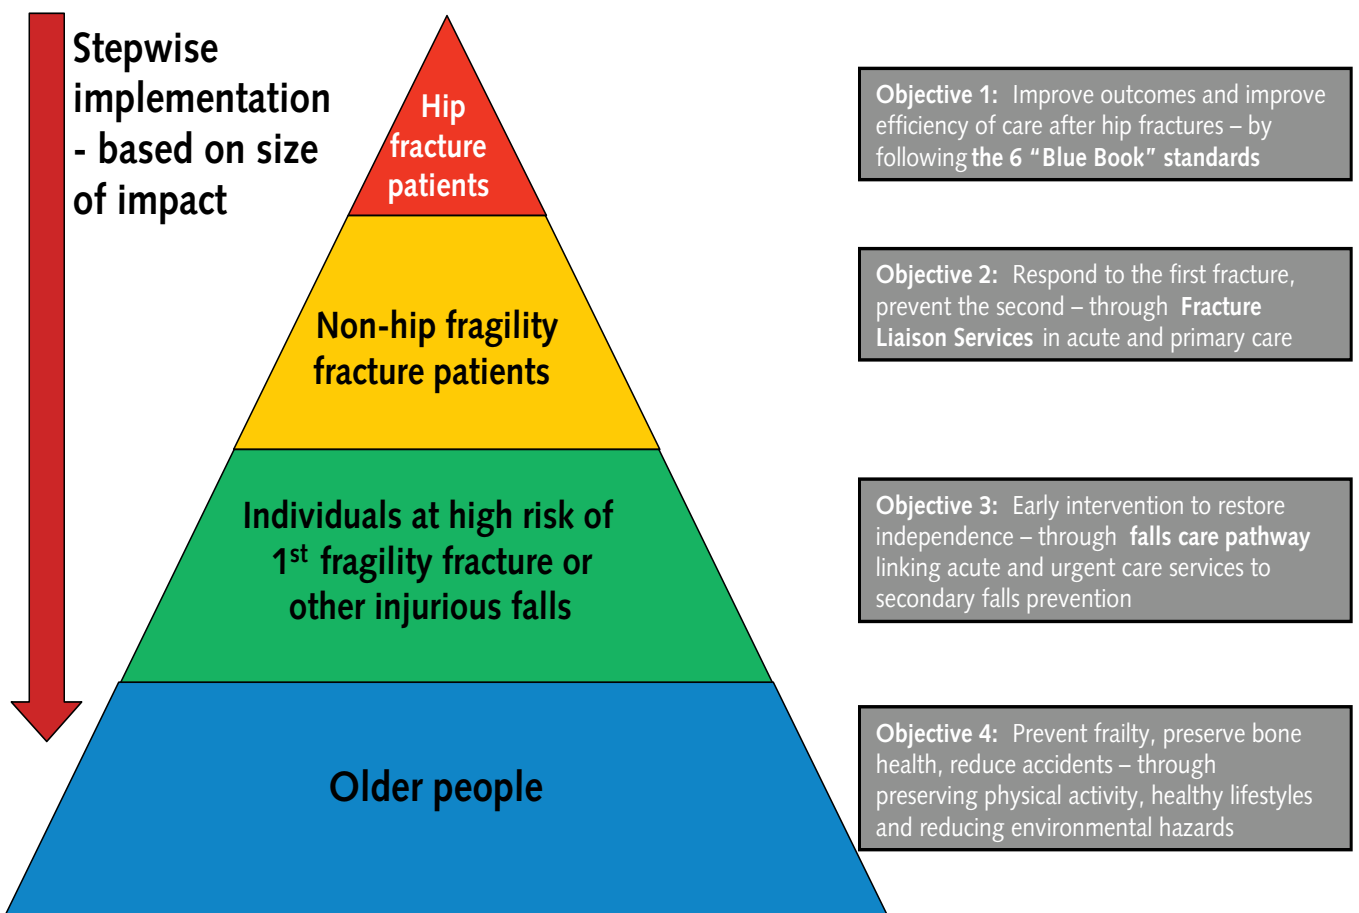 Stepwise
implementation
- based on size
of impact
Hip
fracture
patients
Objective 1: Improve outcomes and improve
efficiency of care after hip fractures – by
following the 6 “Blue Book” standards
Non-hip fragility
fracture patients
Objective 2: Respond to the first fracture,
prevent the second – through Fracture
Liaison Services in acute and primary care
Individuals at high risk of
1st fragility fracture or
other injurious falls
Objective 3: Early intervention to restore
independence – through falls care pathway
linking acute and urgent care services to
secondary falls prevention
Older people
Objective 4: Prevent frailty, preserve bone
health, reduce accidents – through
preserving physical activity, healthy lifestyles
and reducing environmental hazards